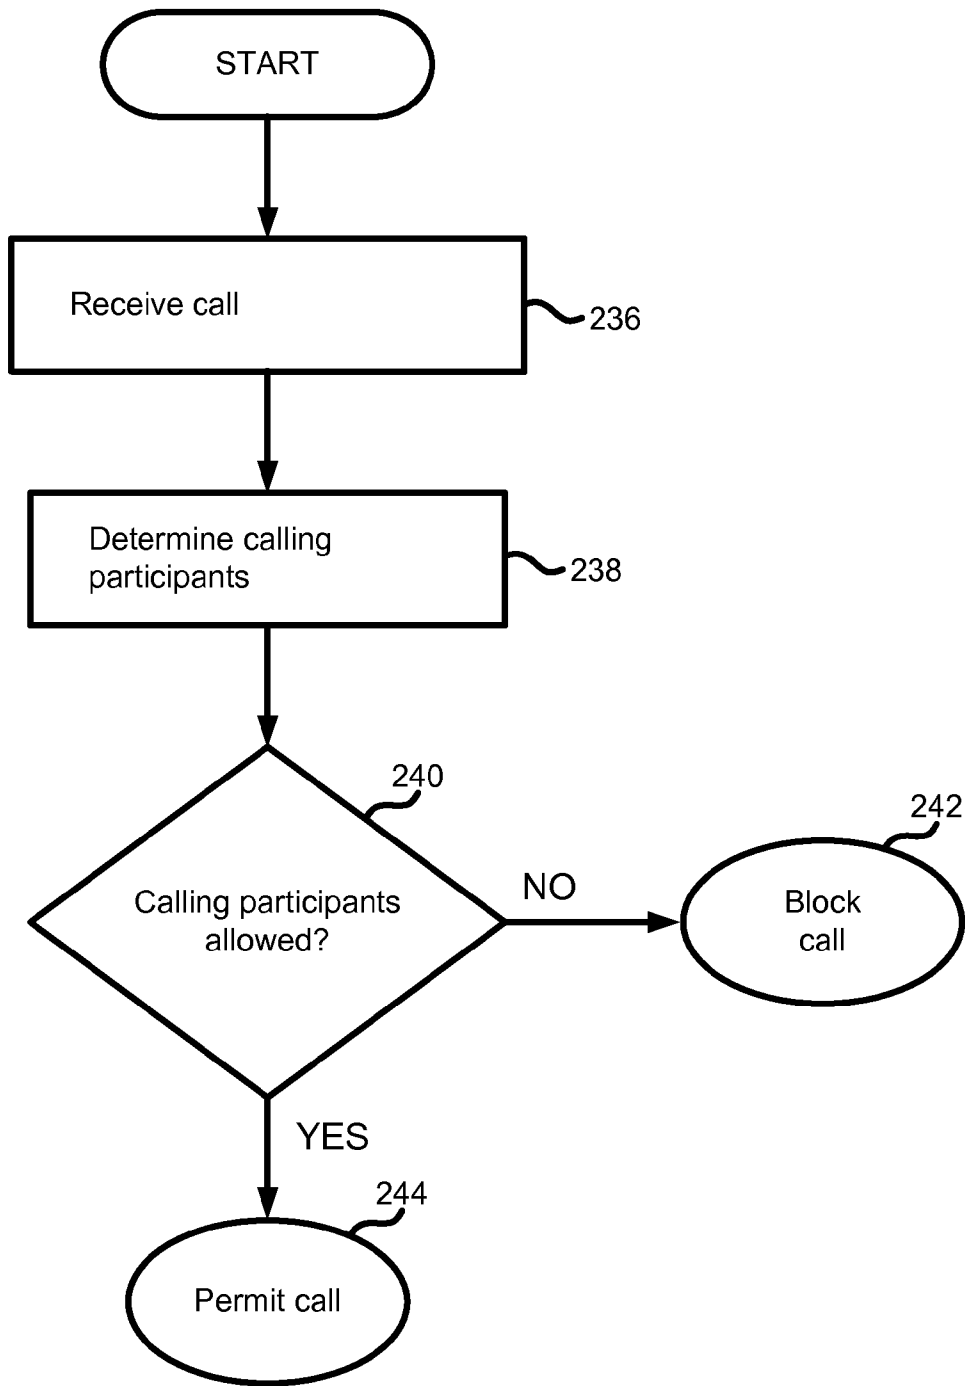 START
Receive call
236
Determine calling
participants
238
240
Calling participants
allowed?
NO
242
Block
call
YES
244
Permit call